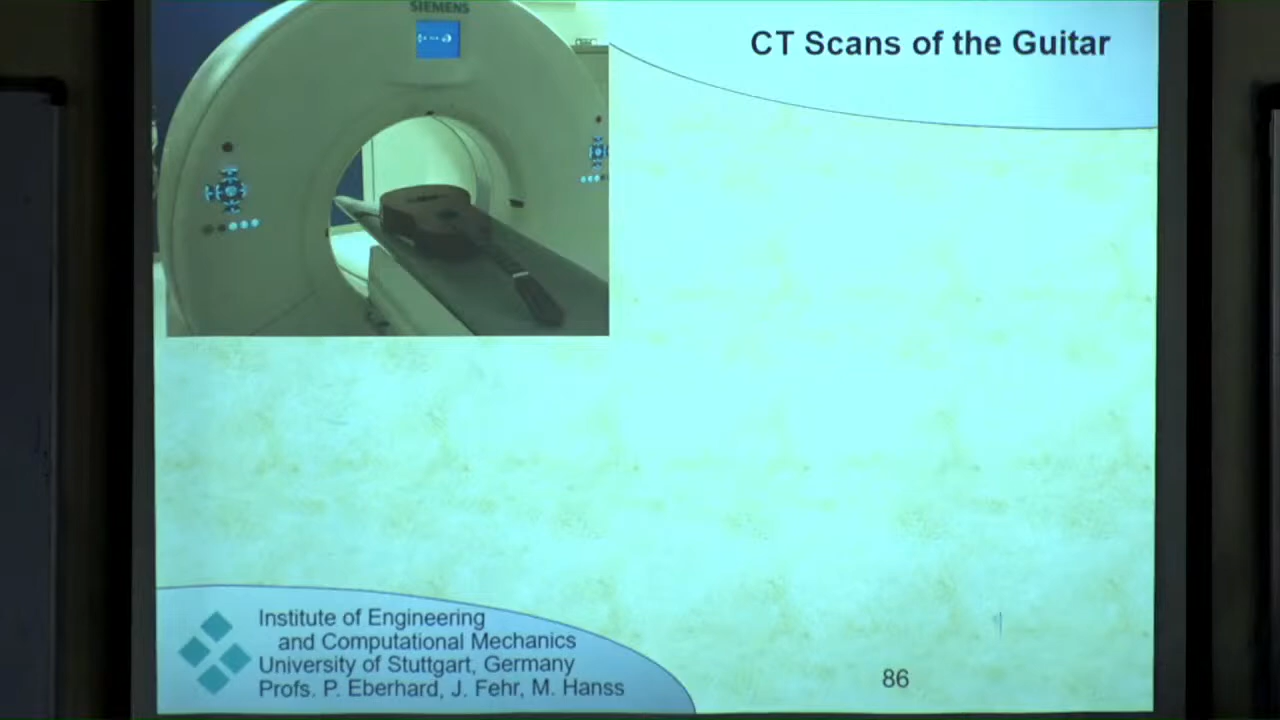 SIEMENS
CT Scans of the Guitar
Institute of Engineering
and Computational Mechanics
University of Stuttgart, Germany
Profs. P. Eberhard, J. Fehr, M. Hanss
86